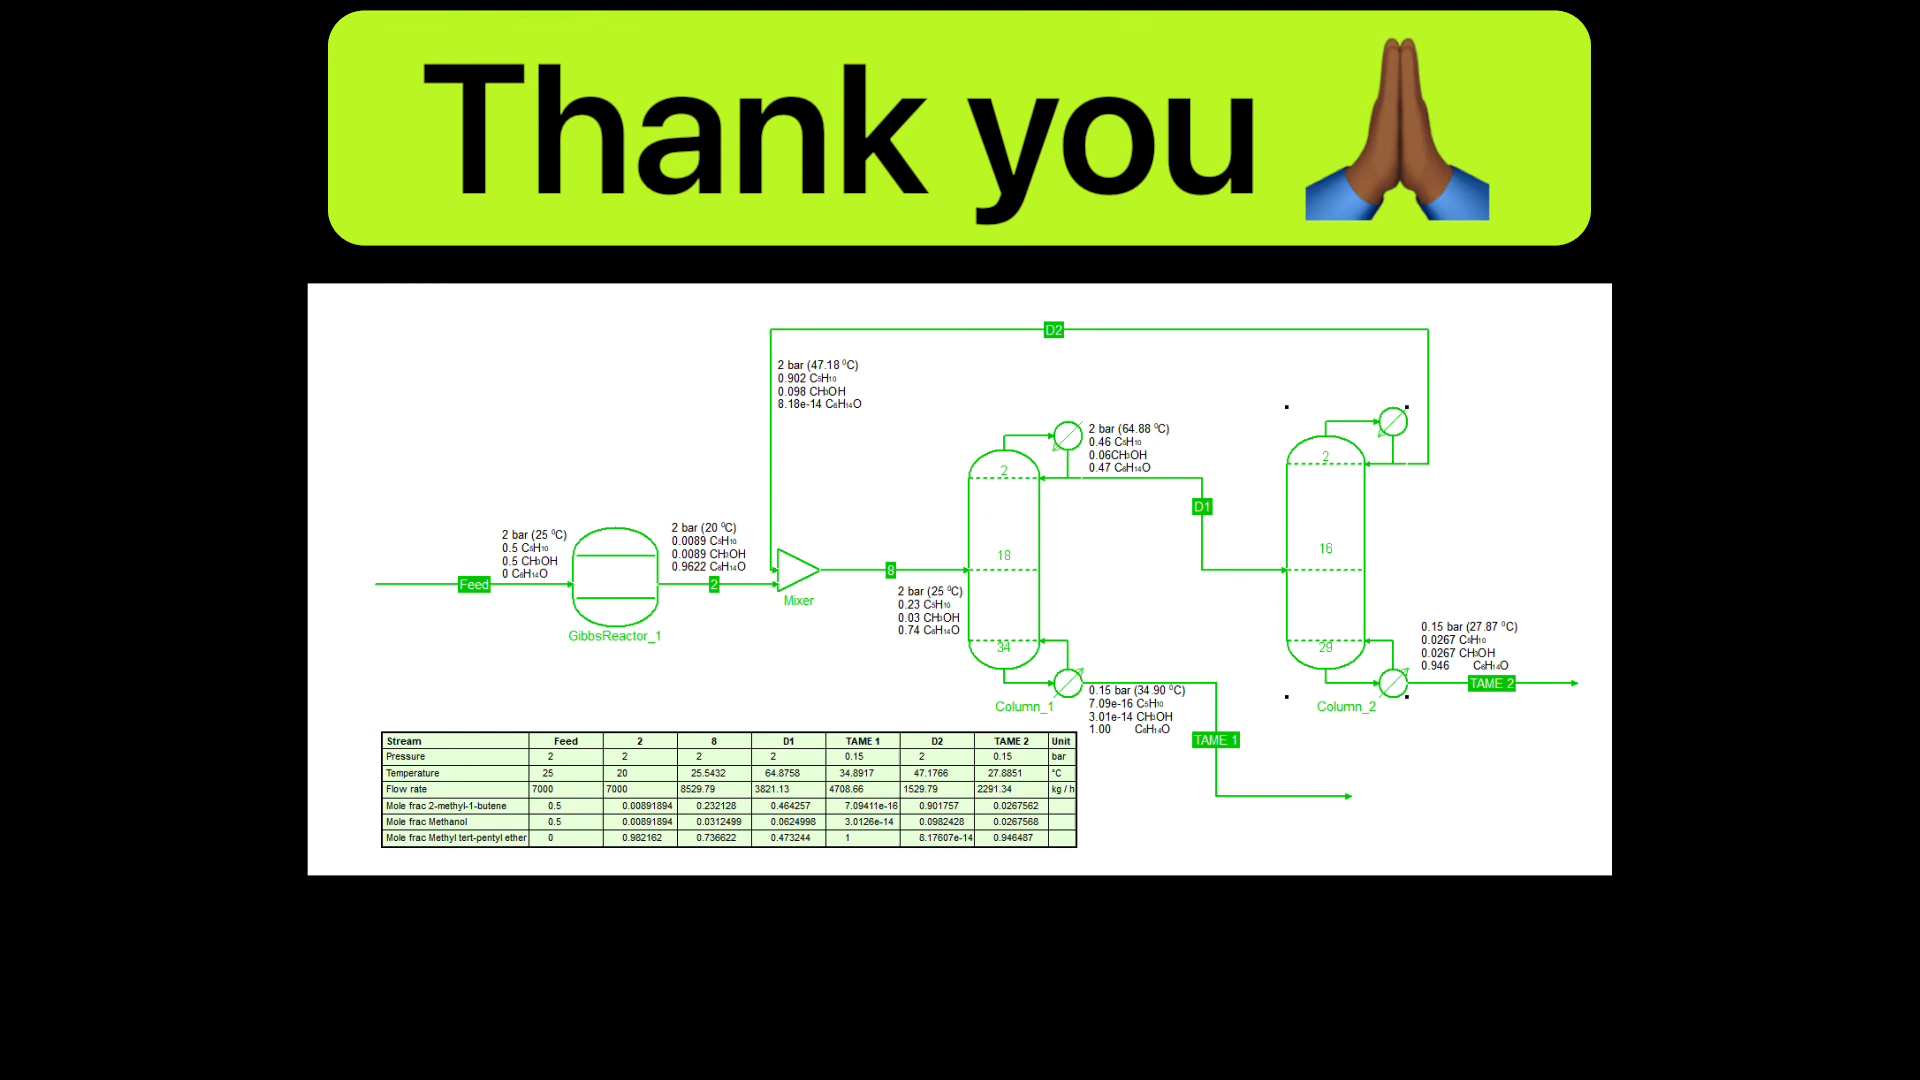 Thank you 🙏🏾
D2
2 bar (47.18 ⁰C)
0.902 C₅H₁₀
0.098 CH₃OH
8.18e-14 C₆H₁₄O
2 bar (64.88 ⁰C)
0.46 C₅H₁₀
0.06CH₃OH
0.47 C₆H₁₄O
2
2
D1
2 bar (25 ⁰C)
0.5 C₅H₁₀
0.5 CH₃OH
0 C₆H₁₄O
Feed
GibbsReactor_1
2 bar (20 ⁰C)
0.0089 C₅H₁₀
0.0089 CH₃OH
0.9622 C₆H₁₄O
2
Mixer
8
2 bar (25 ⁰C)
0.23 C₅H₁₀
0.03 CH₃OH
0.74 C₆H₁₄O
18
16
34
29
Column_1
Column_2
0.15 bar (34.90 ⁰C)
7.09e-16 C₅H₁₀
3.01e-14 CH₃OH
1.00 C₆H₁₄O
TAME 1
0.15 bar (27.87 ⁰C)
0.0267 C₅H₁₀
0.0267 CH₃OH
0.946 C₆H₁₄O
TAME 2
Stream Feed 2 8 D1 TAME 1 D2 TAME 2 Unit
Pressure 2 2 2 2 0.15 2 0.15 bar
Temperature 25 20 25.5432 64.8758 34.8917 47.1766 27.8851 °C
Flow rate 7000 7000 8529.79 3821.13 4708.66 1529.79 2291.34 kg / h
Mole frac 2-methyl-1-butene 0.5 0.00891894 0.232128 0.464257 7.09411e-16 0.901757 0.0267562
Mole frac Methanol 0.5 0.00891894 0.0312499 0.0624998 3.0126e-14 0.0982428 0.0267568
Mole frac Methyl tert-pentyl ether 0 0.982162 0.736622 0.473244 1 8.17607e-14 0.946487